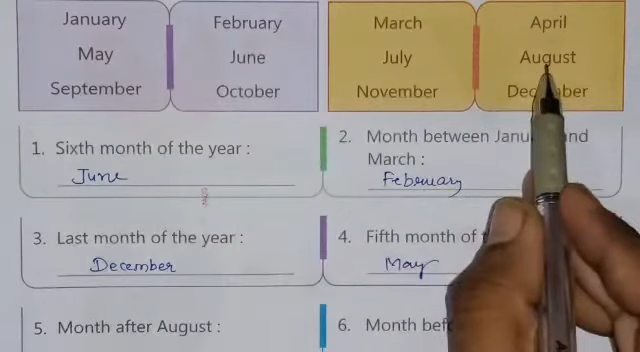 January February March April
May June July August
September October November
1. Sixth month of the year :
June
2. Month between and
March :
February
3. Last month of the year :
December
4. Fifth month of
May
5. Month after August :
6. Month